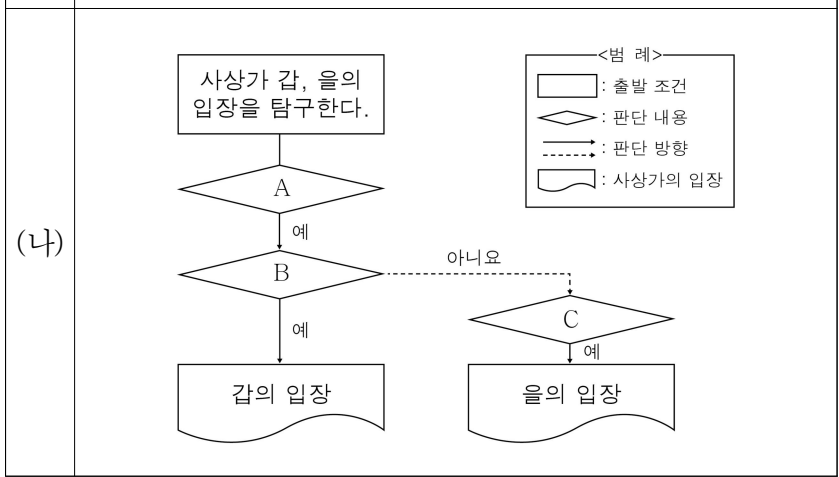 (나)
사상가 갑, 을의
입장을 탐구한다.
A
예
B
아니요
예
C
예
갑의 입장
을의 입장
<범 례>
: 출발 조건
: 판단 내용
: 판단 방향
: 사상가의 입장